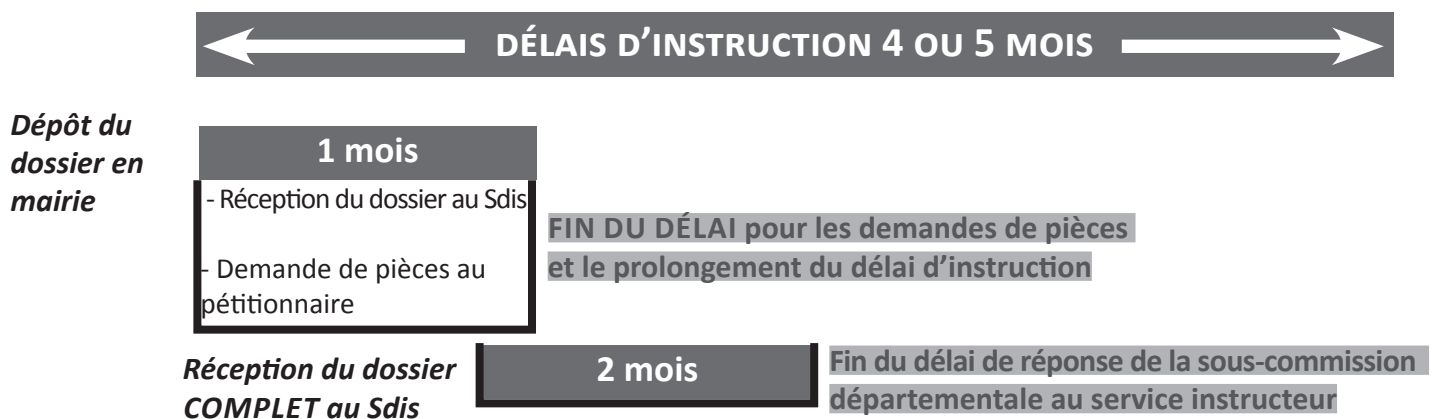 DÉLAIS D’INSTRUCTION 4 OU 5 MOIS
Dépôt du
dossier en
mairie
1 mois
- Réception du dossier au Sdis
- Demande de pièces au
pétitionnaire
FIN DU DÉLAI pour les demandes de pièces
et le prolongement du délai d’instruction
Réception du dossier
COMPLET au Sdis
2 mois
Fin du délai de réponse de la sous-commission
départementale au service instructeur